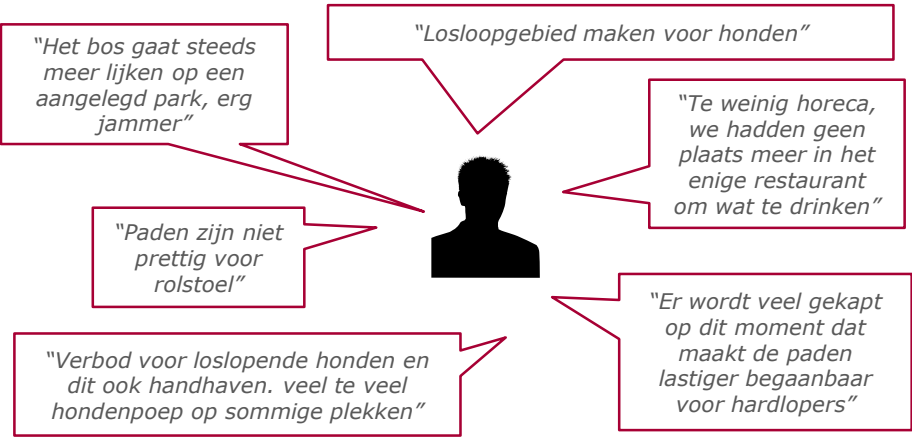 “Het bos gaat steeds
meer lijken op een
aangelegd park, erg
jammer”
“Losloopgebied maken voor honden”
“Te weinig horeca,
we hadden geen
plaats meer in het
enige restaurant
om wat te drinken”
“Paden zijn niet
prettig voor
rolstoel”
“Er wordt veel gekapt
op dit moment dat
maakt de paden
lastiger begaanbaar
voor hardlopers”
“Verbod voor loslopende honden en
dit ook handhaven. veel te veel
hondenpoep op sommige plekken”